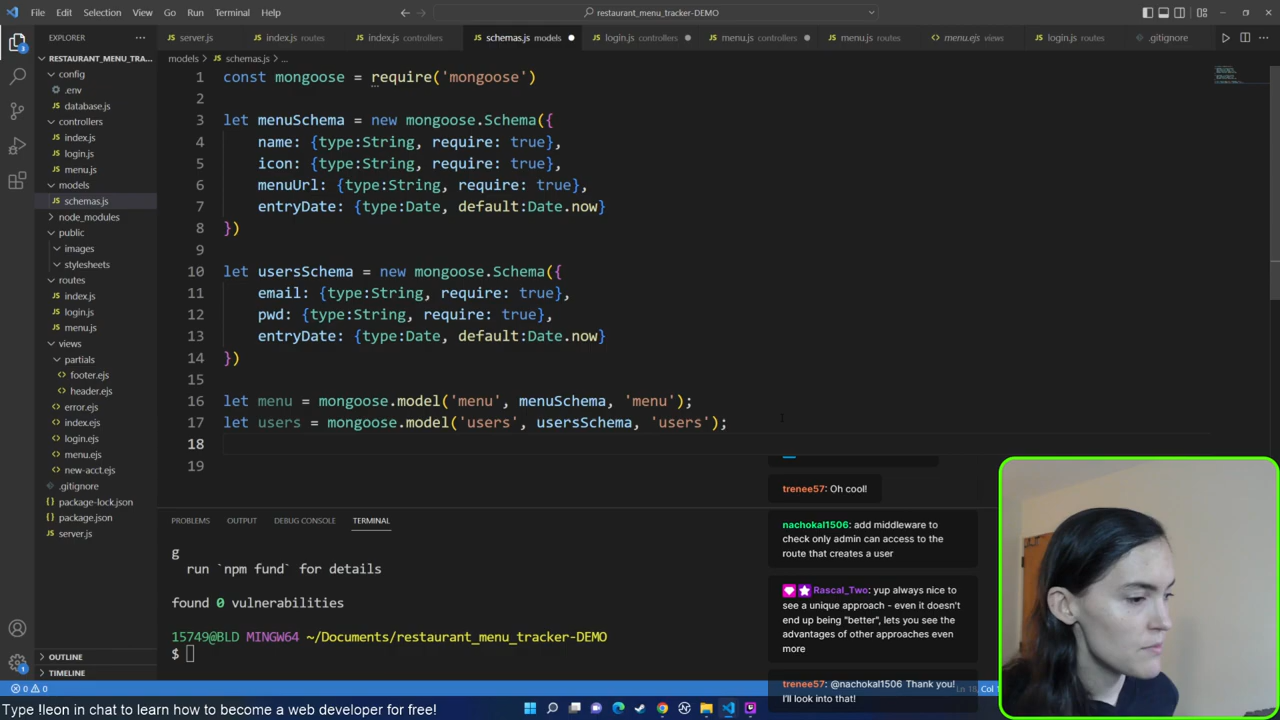 File Edit Selection View Go Run Terminal Help
restaurant_menu_tracker-DEMO
EXPLORER
server.js
index.js routes
index.js controllers
schemas.js models
login.js controllers
menu.js controllers
menu.js routes
menu.ejs views
login.js routes
.gitignore
RESTAURANT_MENU_TRA...
models > JS schemas.js > ...
config
.env
database.js
controllers
index.js
login.js
menu.js
models
schemas.js
node_modules
public
images
stylesheets
routes
index.js
login.js
menu.js
views
partials
footer.ejs
header.ejs
error.ejs
index.ejs
login.ejs
menu.ejs
new-acct.ejs
.gitignore
package-lock.json
package.json
server.js
OUTLINE
TIMELINE
1 const mongoose = require('mongoose')
2
3 let menuSchema = new mongoose.Schema({
4 name: {type:String, require: true},
5 icon: {type:String, require: true},
6 menuUrl: {type:String, require: true},
7 entryDate: {type:Date, default:Date.now}
8 })
9
10 let usersSchema = new mongoose.Schema({
11 email: {type:String, require: true},
12 pwd: {type:String, require: true},
13 entryDate: {type:Date, default:Date.now}
14 })
15
16 let menu = mongoose.model('menu', menuSchema, 'menu');
17 let users = mongoose.model('users', usersSchema, 'users');
18
19
PROBLEMS OUTPUT DEBUG CONSOLE TERMINAL
g
run `npm fund` for details
found 0 vulnerabilities
15749@BLD MINGW64 ~/Documents/restaurant_menu_tracker-DEMO
$
trenee57: Oh cool!
nachokal1506: add middleware to
check only admin can access to the
route that creates a user
Rascal_Two: yup always nice to
see a unique approach - even it doesn't
end up being "better", lets you see the
advantages of other approaches even
more
trenee57: @nachokal1506 Thank you!
I'll look into that!
0 0
Ln 18, Col 1
Type !leon in chat to learn how to become a web developer for free!